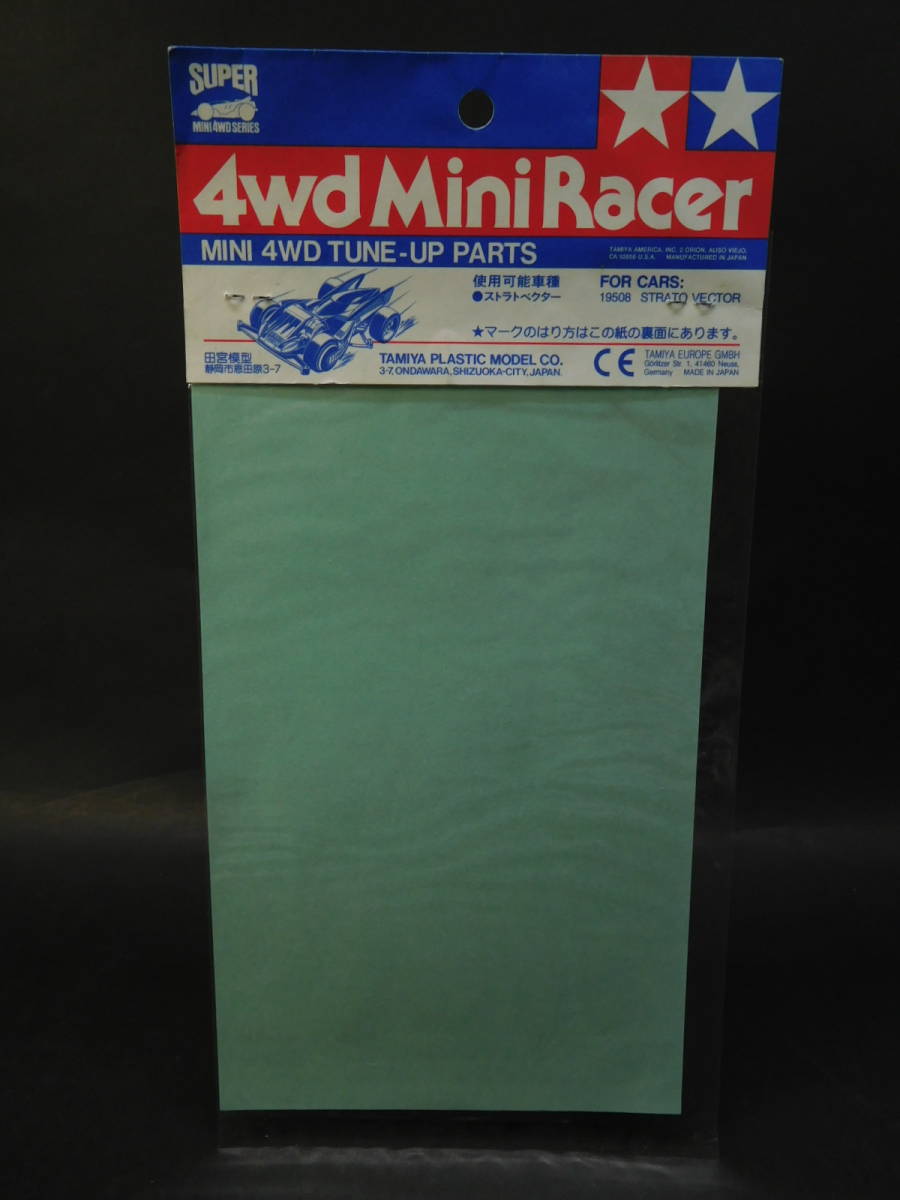 SUPER
MINI 4WD SERIES
4wd Mini Racer
MINI 4WD TUNE-UP PARTS
TAMIYA AMERICA, INC. 2 ORION, ALISO VIEJO,
CA 92656 U.S.A. MANUFACTURED IN JAPAN
使用可能車種
●ストラトベクター
FOR CARS:
19508 STRATO VECTOR
★マークのはり方はこの紙の裏面にあります。
田宮模型
静岡市恩田原3-7
TAMIYA PLASTIC MODEL CO.
3-7, ONDAWARA, SHIZUOKA-CITY, JAPAN.
CE
TAMIYA EUROPE GMBH
Görlitzer Str. 1, 41460 Neuss,
Germany MADE IN JAPAN